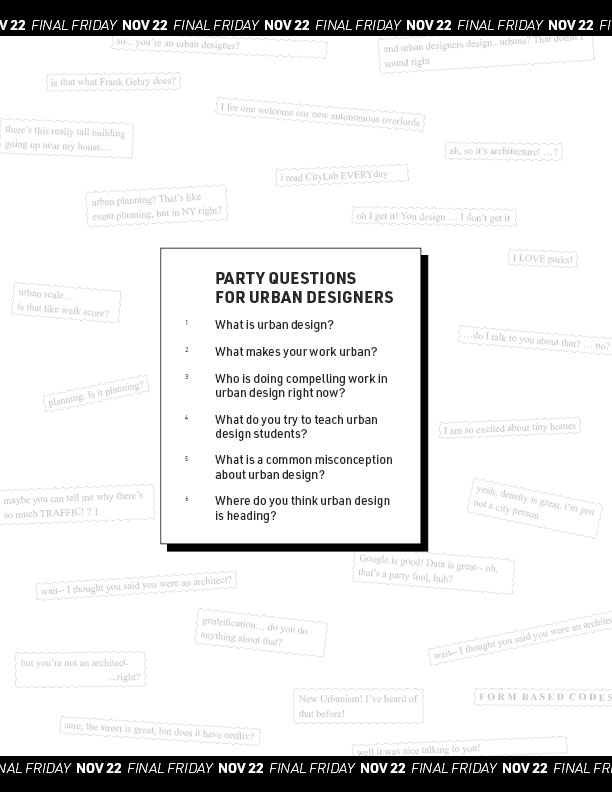 V 22 FINAL FRIDAY NOV 22 FINAL FRIDAY NOV 22 FINAL FRIDAY NOV 22 FINAL FRIDAY NOV 22
so... you're an urban designer?
and urban designers design.. urbans? That doesn't
sound right
is that what Frank Gehry does?
I for one welcome our new autonomous overlords
there's this really tall building
going up near my house…
ah, so it's architecture! …?
i read CityLab EVERYday
urban planning? That's like
event planning, but in NY right?
oh I get it! You design … I don't get it
I LOVE parks!
PARTY QUESTIONS
FOR URBAN DESIGNERS
1 What is urban design?
2 What makes your work urban?
3 Who is doing compelling work in
urban design right now?
4 What do you try to teach urban
design students?
5 What is a common misconception
about urban design?
6 Where do you think urban design
is heading?
urban scale…
is that like walk score?
…do I talk to you about that? … no?
planning. Is it planning?
I am so excited about tiny homes
maybe you can tell me why there's
so much TRAFFIC! ? 1
yeah, density is great, i'm just
not a city person
Google is good! Data is great-- oh,
that's a party foul, huh?
wait-- I thought you said you were an architect?
gentrification… do you do
anything about that?
wait-- I thought you said you were an architec
but you're not an architect-
...right?
New Urbanism! I've heard of
that before!
FORM BASED CODES
sure, the street is great, but does it have netflix?
well it was nice talking to you!
NAL FRIDAY NOV 22 FINAL FRIDAY NOV 22 FINAL FRIDAY NOV 22 FINAL FRIDAY NOV 22 FINAL FR